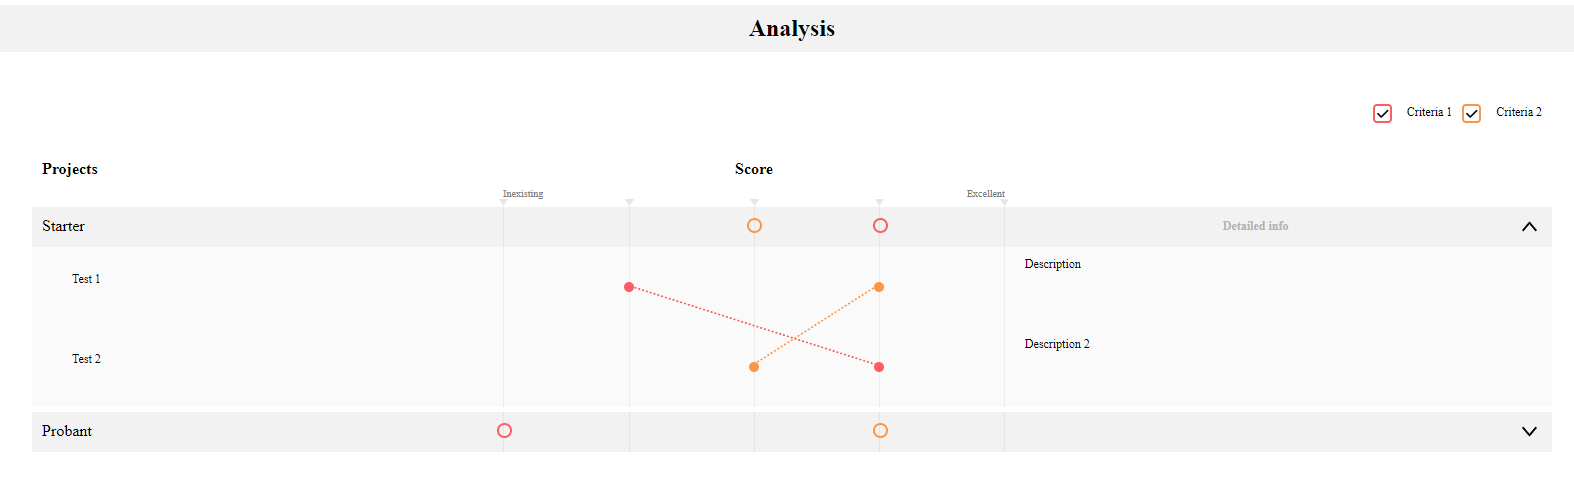 Analysis
Criteria 1 Criteria 2
Projects Score
Inexisting Excellent
Starter Detailed info
Test 1 Description
Test 2 Description 2
Probant